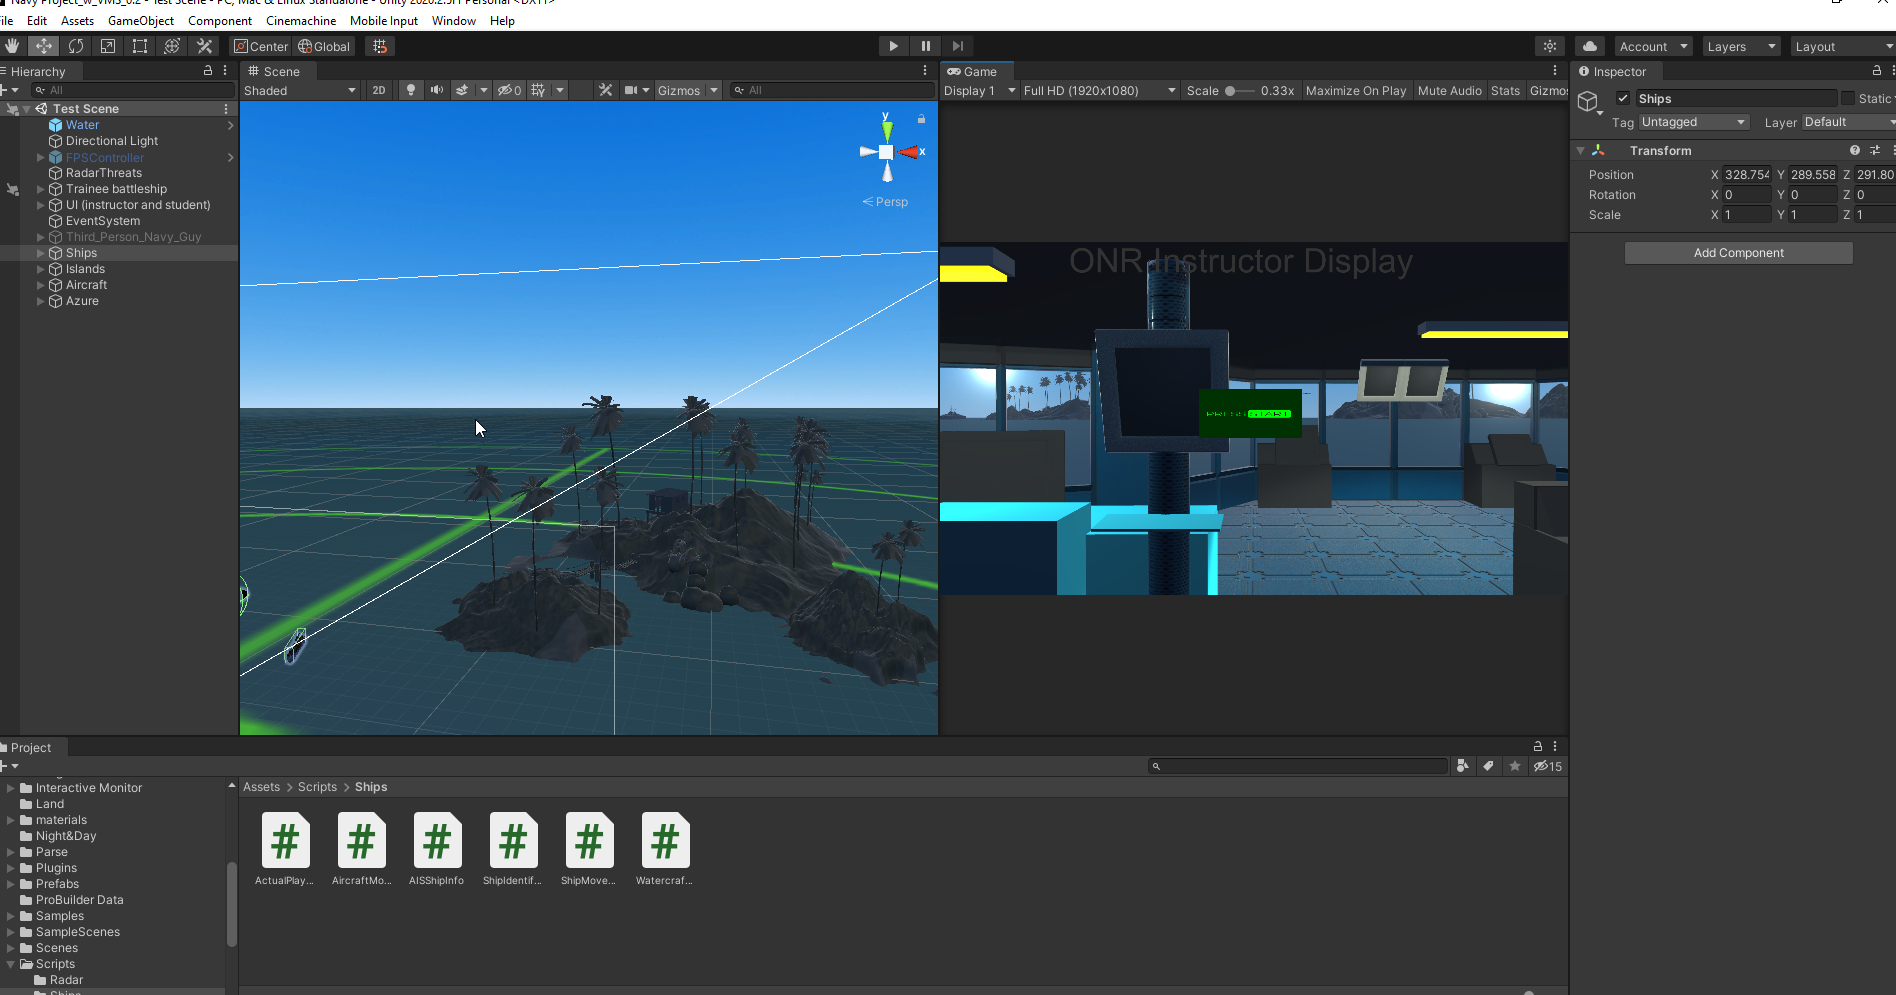 Navy Project_w_VMS_0.2 - Test Scene - PC, Mac & Linux Standalone - Unity 2020.2.5f1 Personal <DX11>
File Edit Assets GameObject Component Cinemachine Mobile Input Window Help
Center Global Account Layers Layout
Hierarchy
All
Test Scene
Water
Directional Light
FPSController
RadarThreats
Trainee battleship
UI (instructor and student)
EventSystem
Third_Person_Navy_Guy
Ships
Islands
Aircraft
Azure
Scene
Shaded 2D 0 Gizmos All
y
x
Persp
Game
Display 1 Full HD (1920x1080) Scale 0.33x Maximize On Play Mute Audio Stats Gizmos
ONR Instructor Display
PRESS START
Inspector
Ships Static
Tag Untagged Layer Default
Transform
Position X 328.754 Y 289.558 Z 291.80
Rotation X 0 Y 0 Z 0
Scale X 1 Y 1 Z 1
Add Component
Project
15
Interactive Monitor
Land
materials
Night&Day
Parse
Plugins
Prefabs
ProBuilder Data
Samples
SampleScenes
Scenes
Scripts
Radar
Ships
Assets > Scripts > Ships
# # # # # #
ActualPlay... AircraftMo... AISShipInfo ShipIdentif... ShipMove... Watercraf...